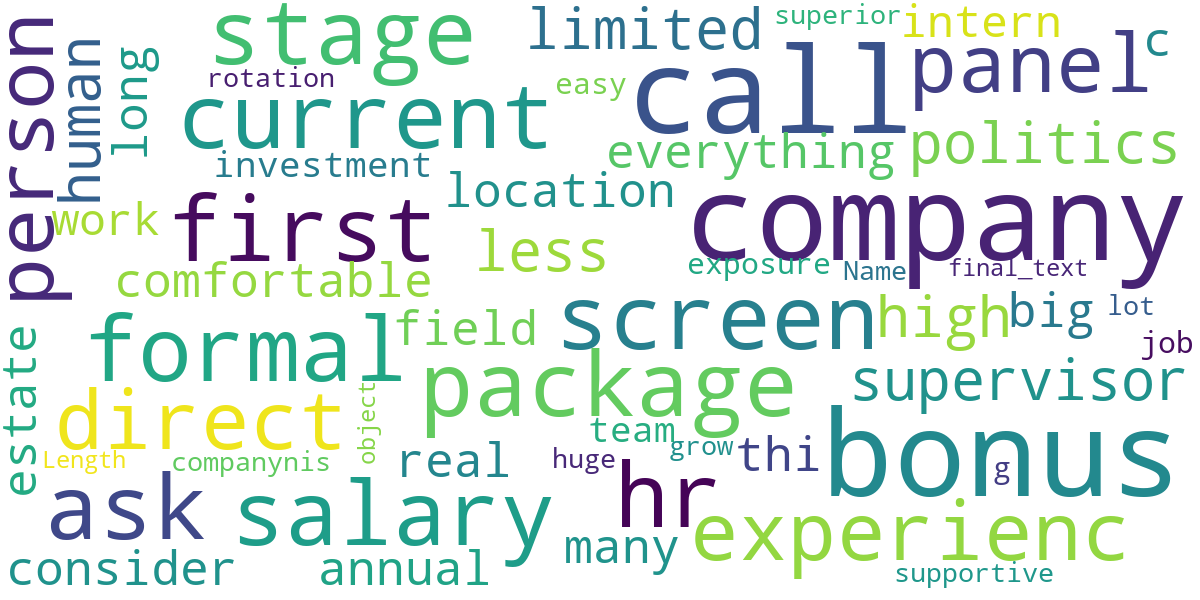 person
human
long
stage
rotation
current
investment
limited
easy
superior
intern
call
panel
c
everything
politics
work
first
location
company
comfortable
less
exposure
Name
final_text
estate
formal
field
screen
high
big
lot
job
direct
object
package
supervisor
Length
companynis
real
team
grow
thi
bonus
g
huge
ask
salary
hr
experienc
many
consider
annual
supportive